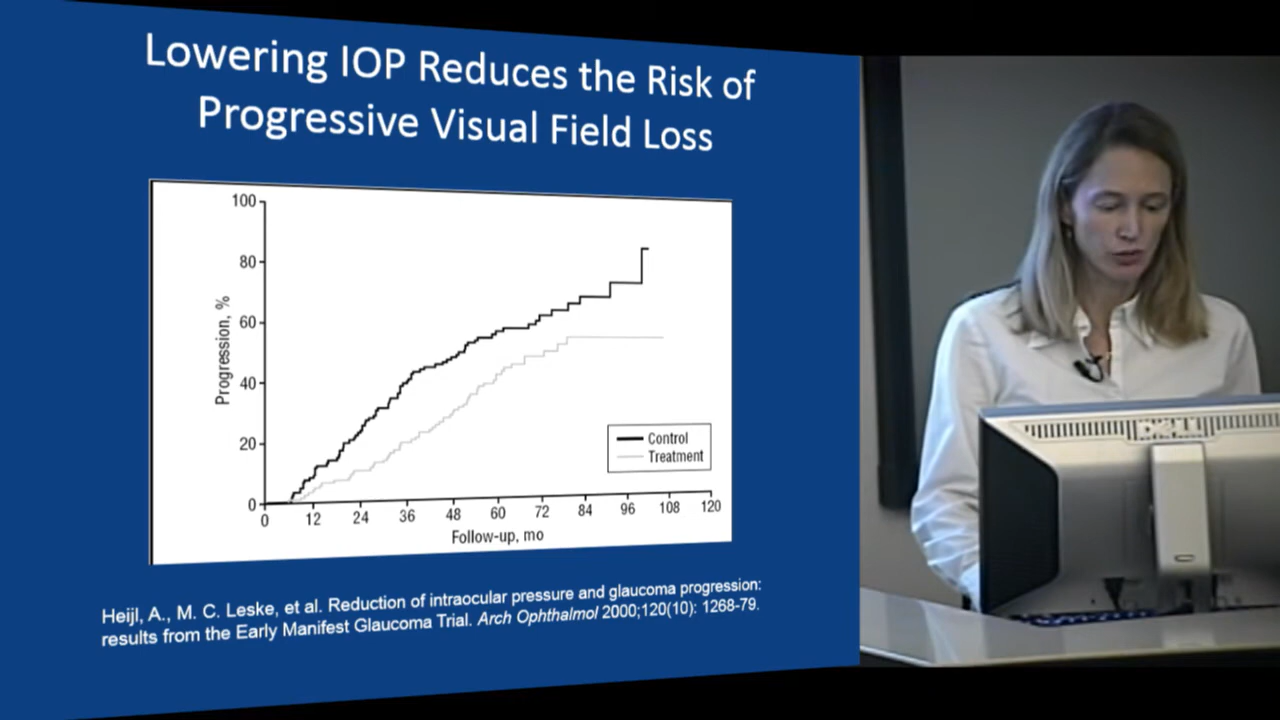 Lowering IOP Reduces the Risk of
Progressive Visual Field Loss
100
80
60
40
20
0
Progression, %
Control
Treatment
0 12 24 36 48 60 72 84 96 108 120
Follow-up, mo
Heijl, A., M. C. Leske, et al. Reduction of intraocular pressure and glaucoma progression:
results from the Early Manifest Glaucoma Trial. Arch Ophthalmol 2000;120(10): 1268-79.
DELL